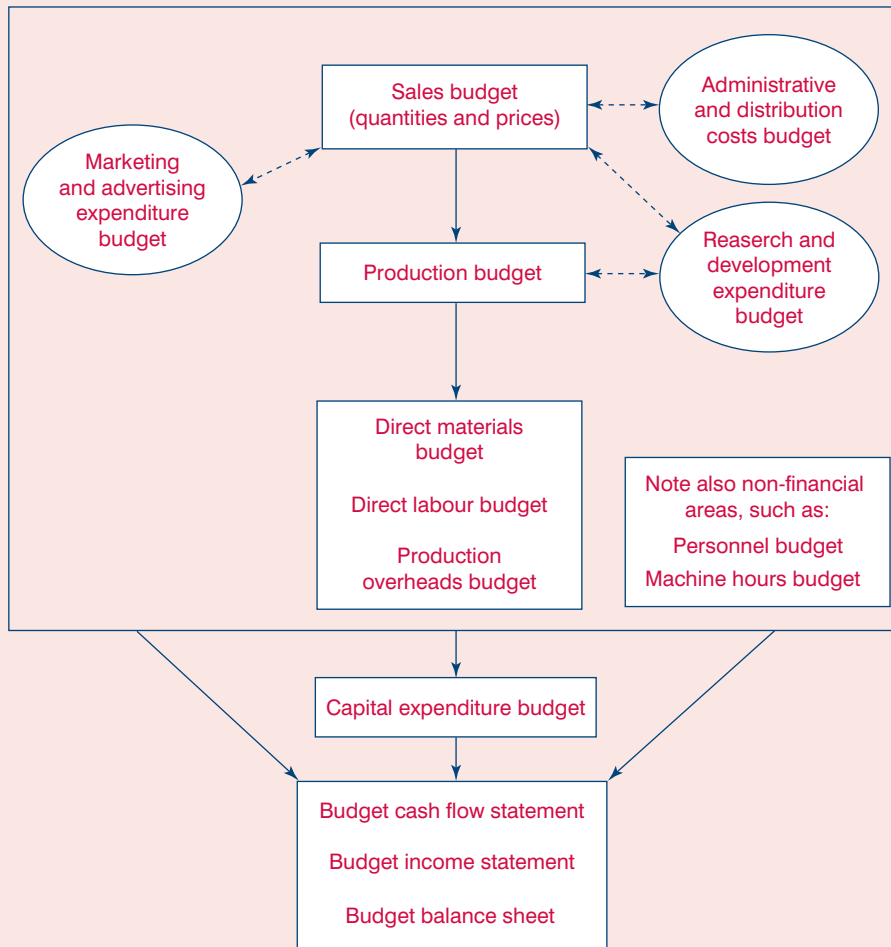 Sales budget
(quantities and prices)
Administrative
and distribution
costs budget
Marketing
and advertising
expenditure
budget
Production budget
Reaserch and
development
expenditure
budget
Direct materials
budget
Direct labour budget
Production
overheads budget
Note also non-financial
areas, such as:
Personnel budget
Machine hours budget
Capital expenditure budget
Budget cash flow statement
Budget income statement
Budget balance sheet